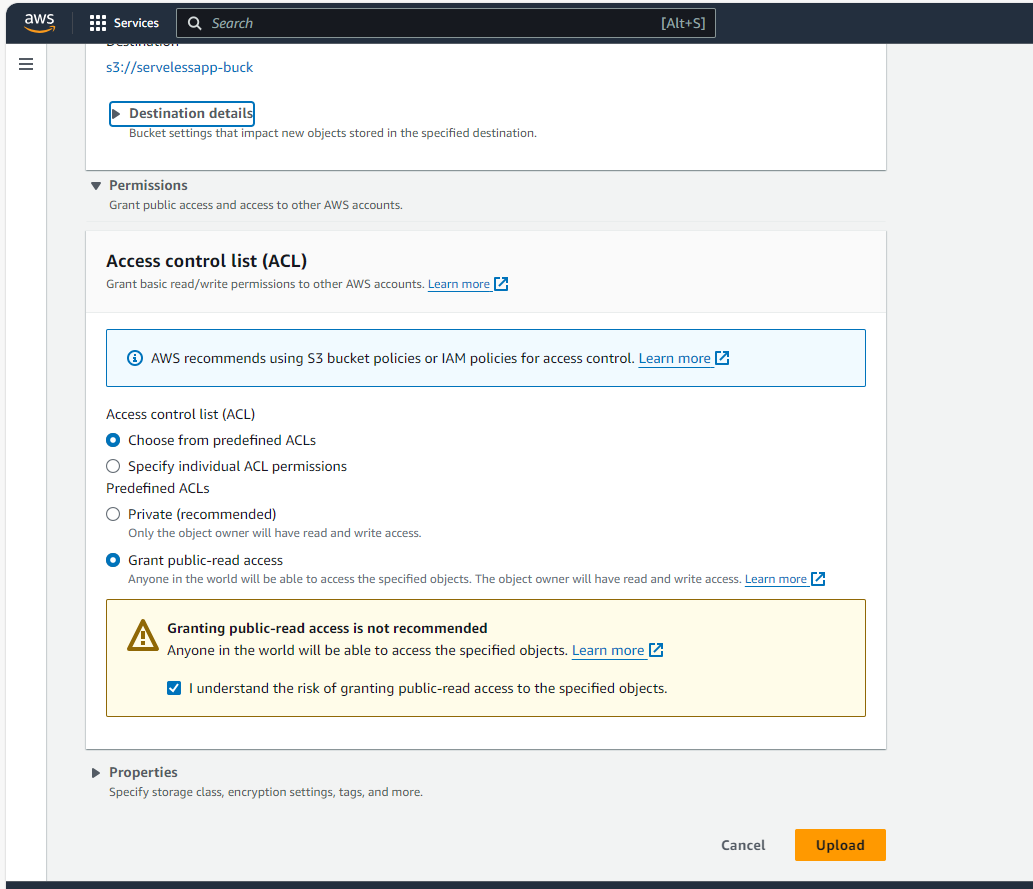 aws
Services
Search
[Alt+S]
Destination
s3://servelessapp-buck
Destination details
Bucket settings that impact new objects stored in the specified destination.
Permissions
Grant public access and access to other AWS accounts.
Access control list (ACL)
Grant basic read/write permissions to other AWS accounts. Learn more
AWS recommends using S3 bucket policies or IAM policies for access control. Learn more
Access control list (ACL)
Choose from predefined ACLs
Specify individual ACL permissions
Predefined ACLs
Private (recommended)
Only the object owner will have read and write access.
Grant public-read access
Anyone in the world will be able to access the specified objects. The object owner will have read and write access. Learn more
Granting public-read access is not recommended
Anyone in the world will be able to access the specified objects. Learn more
I understand the risk of granting public-read access to the specified objects.
Properties
Specify storage class, encryption settings, tags, and more.
Cancel
Upload